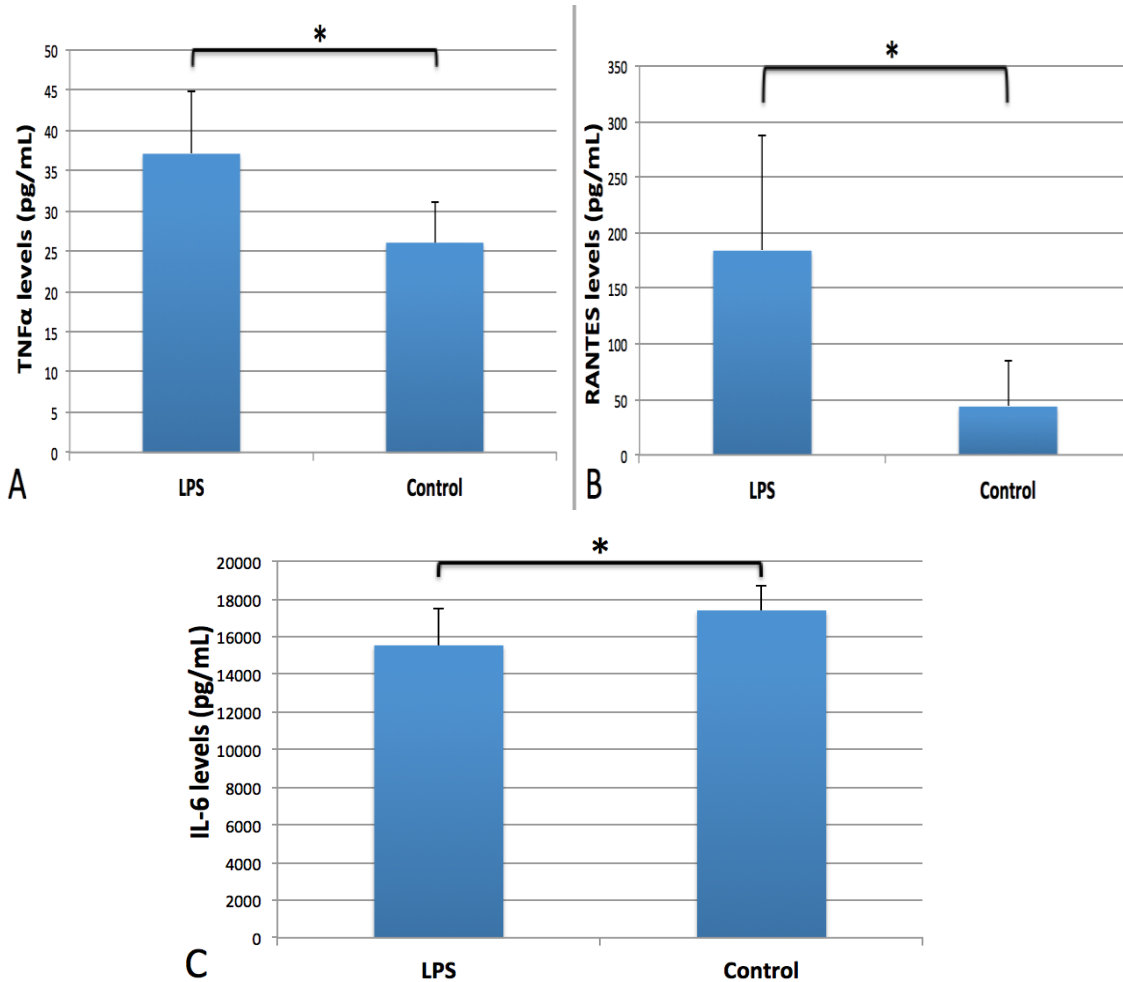 *
50
45
40
35
30
25
20
15
10
5
0
TNFα levels (pg/mL)
LPS
Control
A
*
350
300
250
200
150
100
50
0
RANTES levels (pg/mL)
LPS
Control
B
*
20000
18000
16000
14000
12000
10000
8000
6000
4000
2000
0
IL-6 levels (pg/mL)
LPS
Control
C